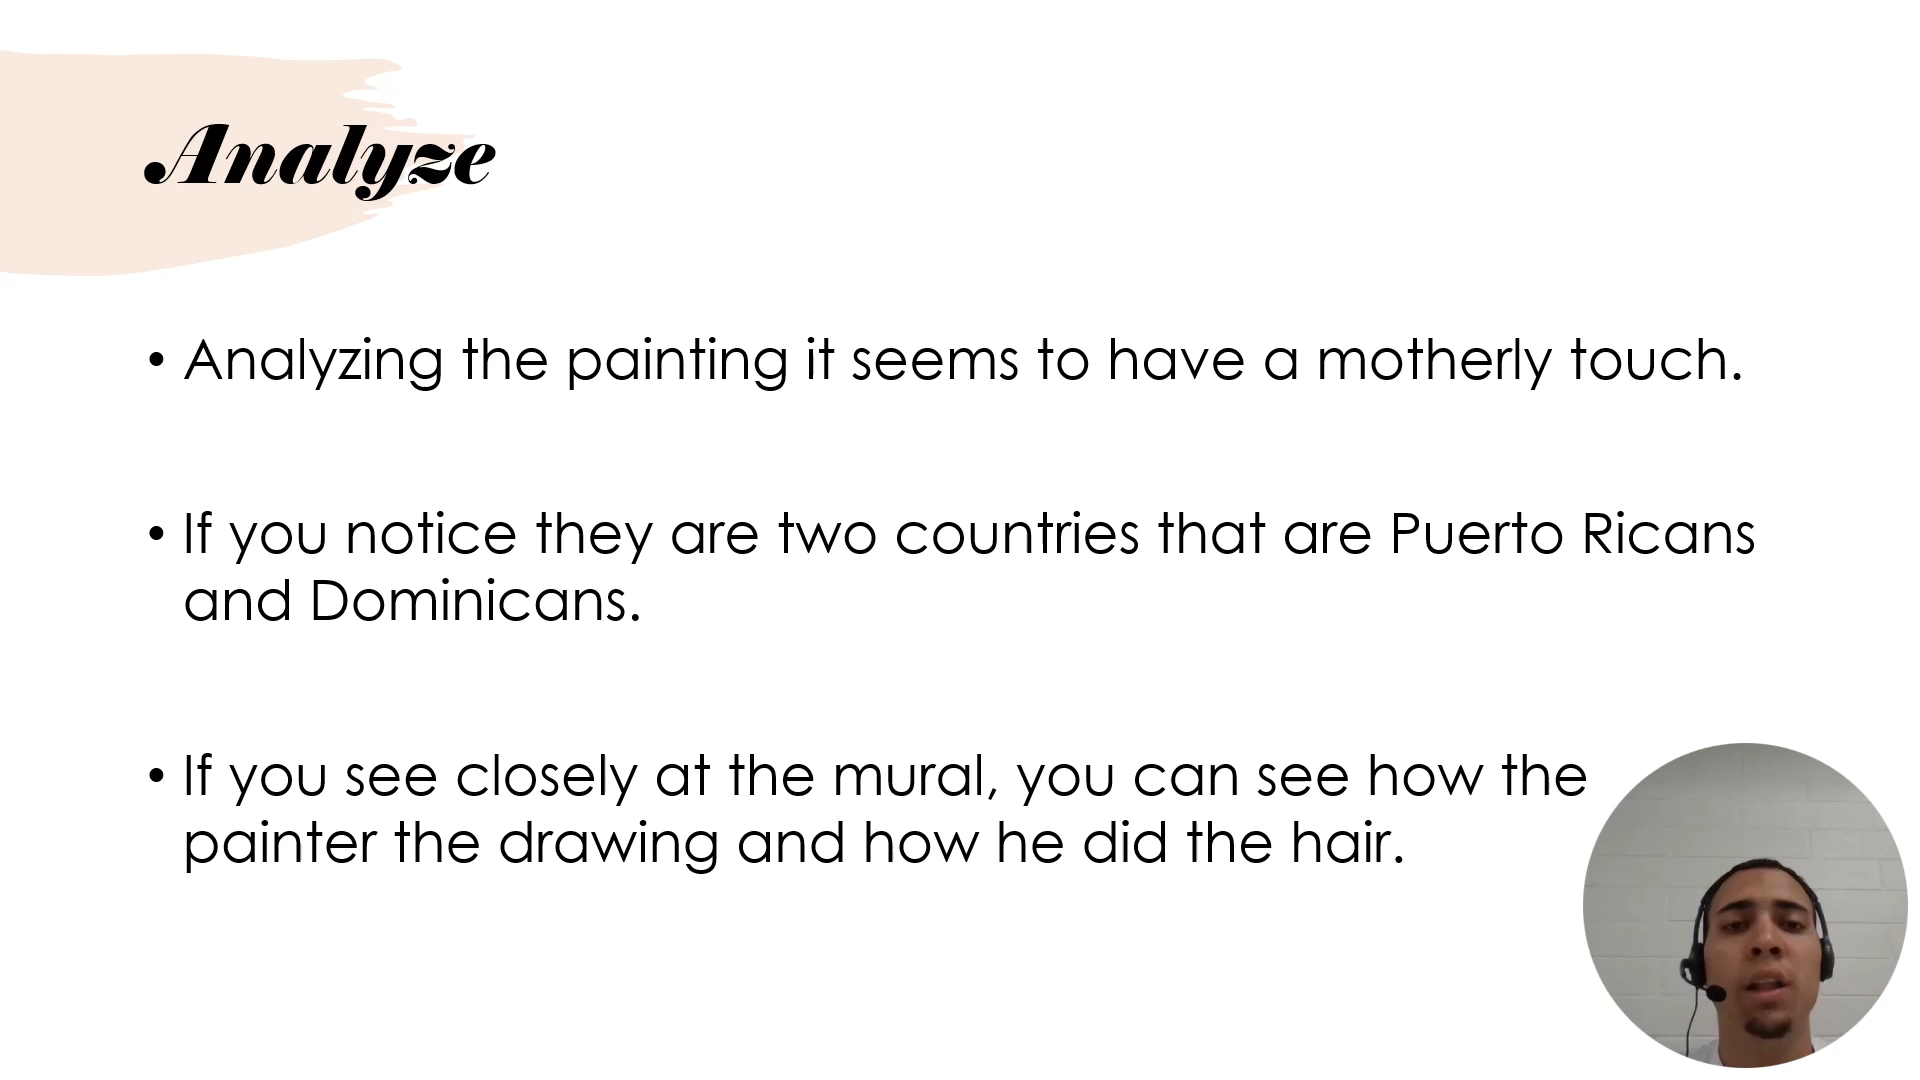 Analyze
• Analyzing the painting it seems to have a motherly touch.
• If you notice they are two countries that are Puerto Ricans
and Dominicans.
• If you see closely at the mural, you can see how the
painter the drawing and how he did the hair.